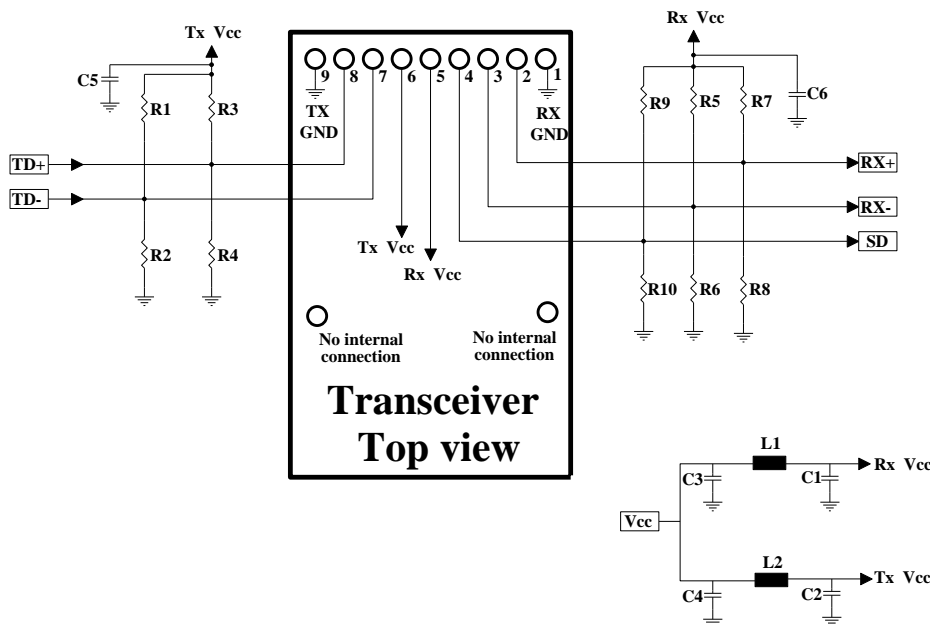 Tx Vcc
Rx Vcc
C5
9
8
7
6
5
4
3
2
1
C6
R1
R3
TX
GND
RX
GND
R9
R5
R7
TD+
RX+
TD-
RX-
SD
R2
R4
Tx Vcc
Rx Vcc
R10
R6
R8
No internal
connection
No internal
connection
Transceiver
Top view
L1
C3
C1
Rx Vcc
Vcc
L2
C4
C2
Tx Vcc